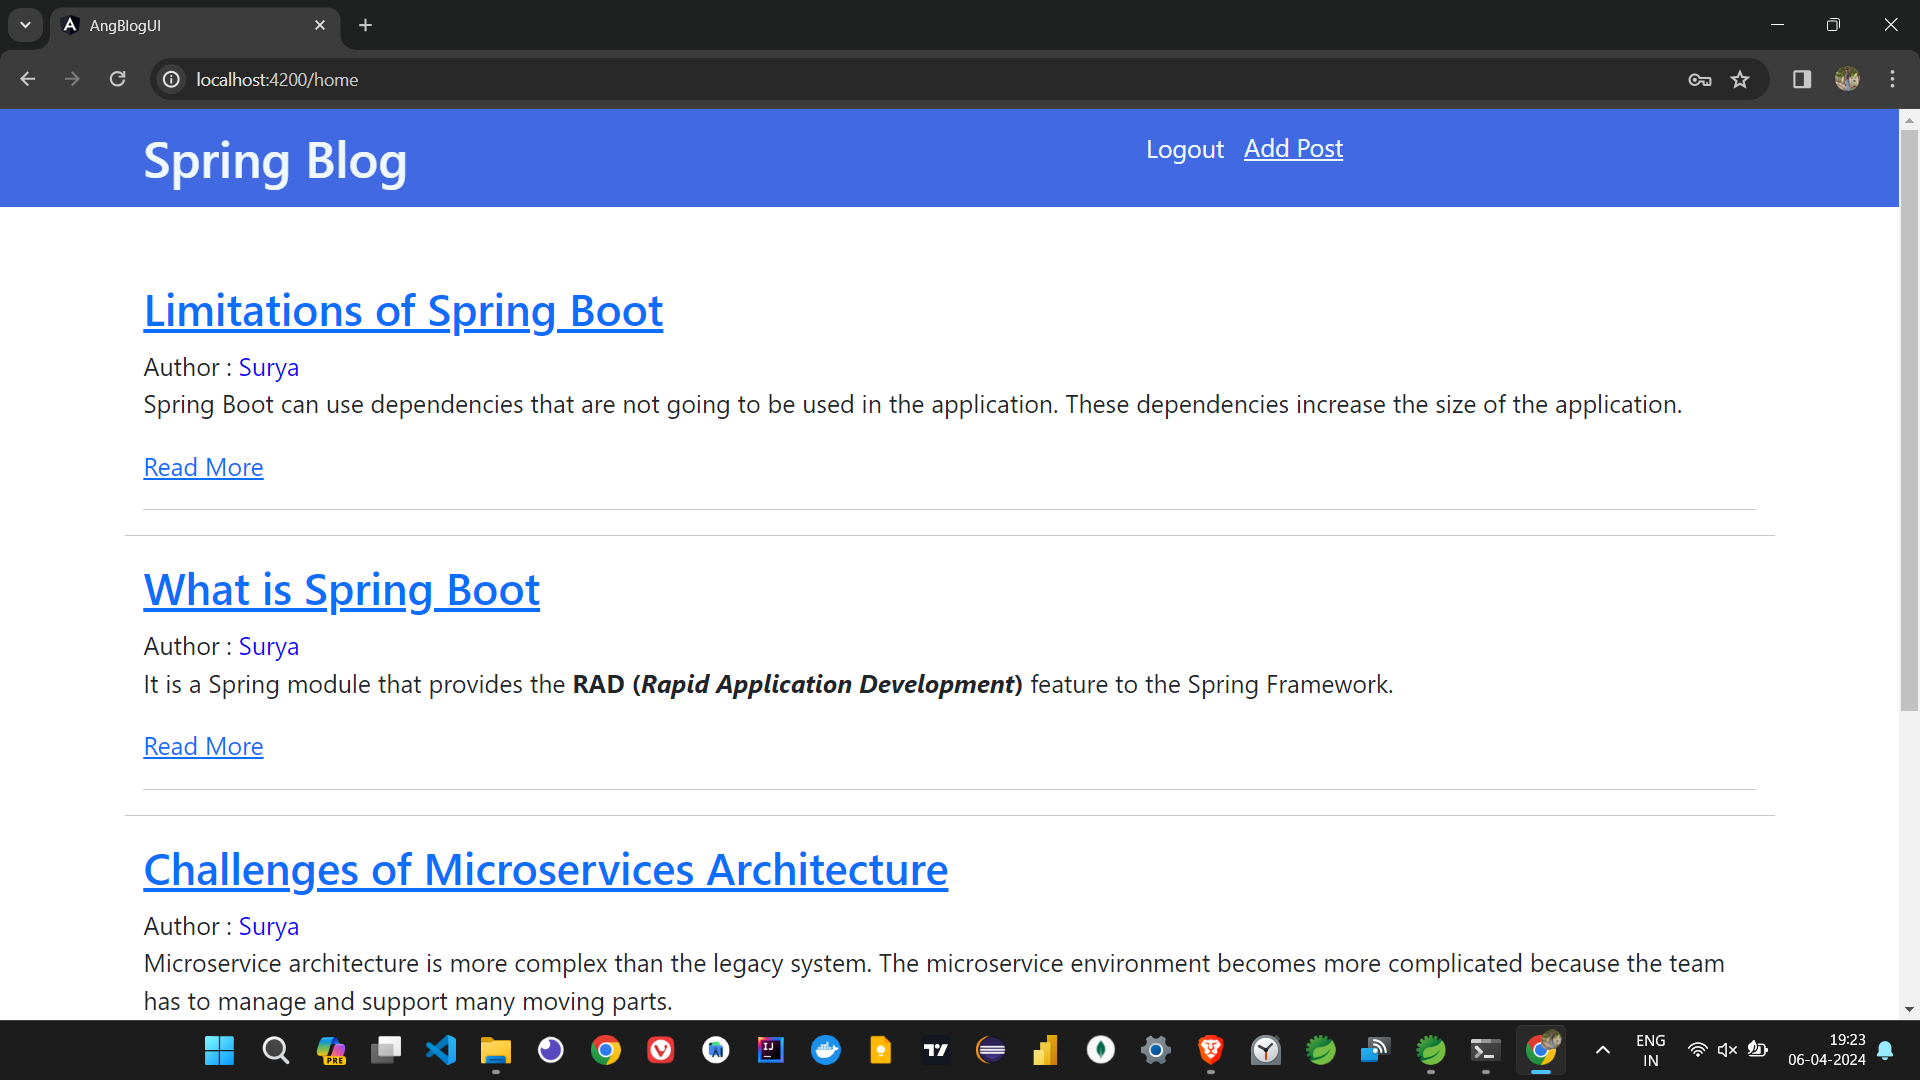 AngBlogUI
localhost:4200/home
Spring Blog
Logout Add Post
Limitations of Spring Boot
Author : Surya
Spring Boot can use dependencies that are not going to be used in the application. These dependencies increase the size of the application.
Read More
What is Spring Boot
Author : Surya
It is a Spring module that provides the RAD (Rapid Application Development) feature to the Spring Framework.
Read More
Challenges of Microservices Architecture
Author : Surya
Microservice architecture is more complex than the legacy system. The microservice environment becomes more complicated because the team
has to manage and support many moving parts.
PRE
IJ
ENG
IN
19:23
06-04-2024